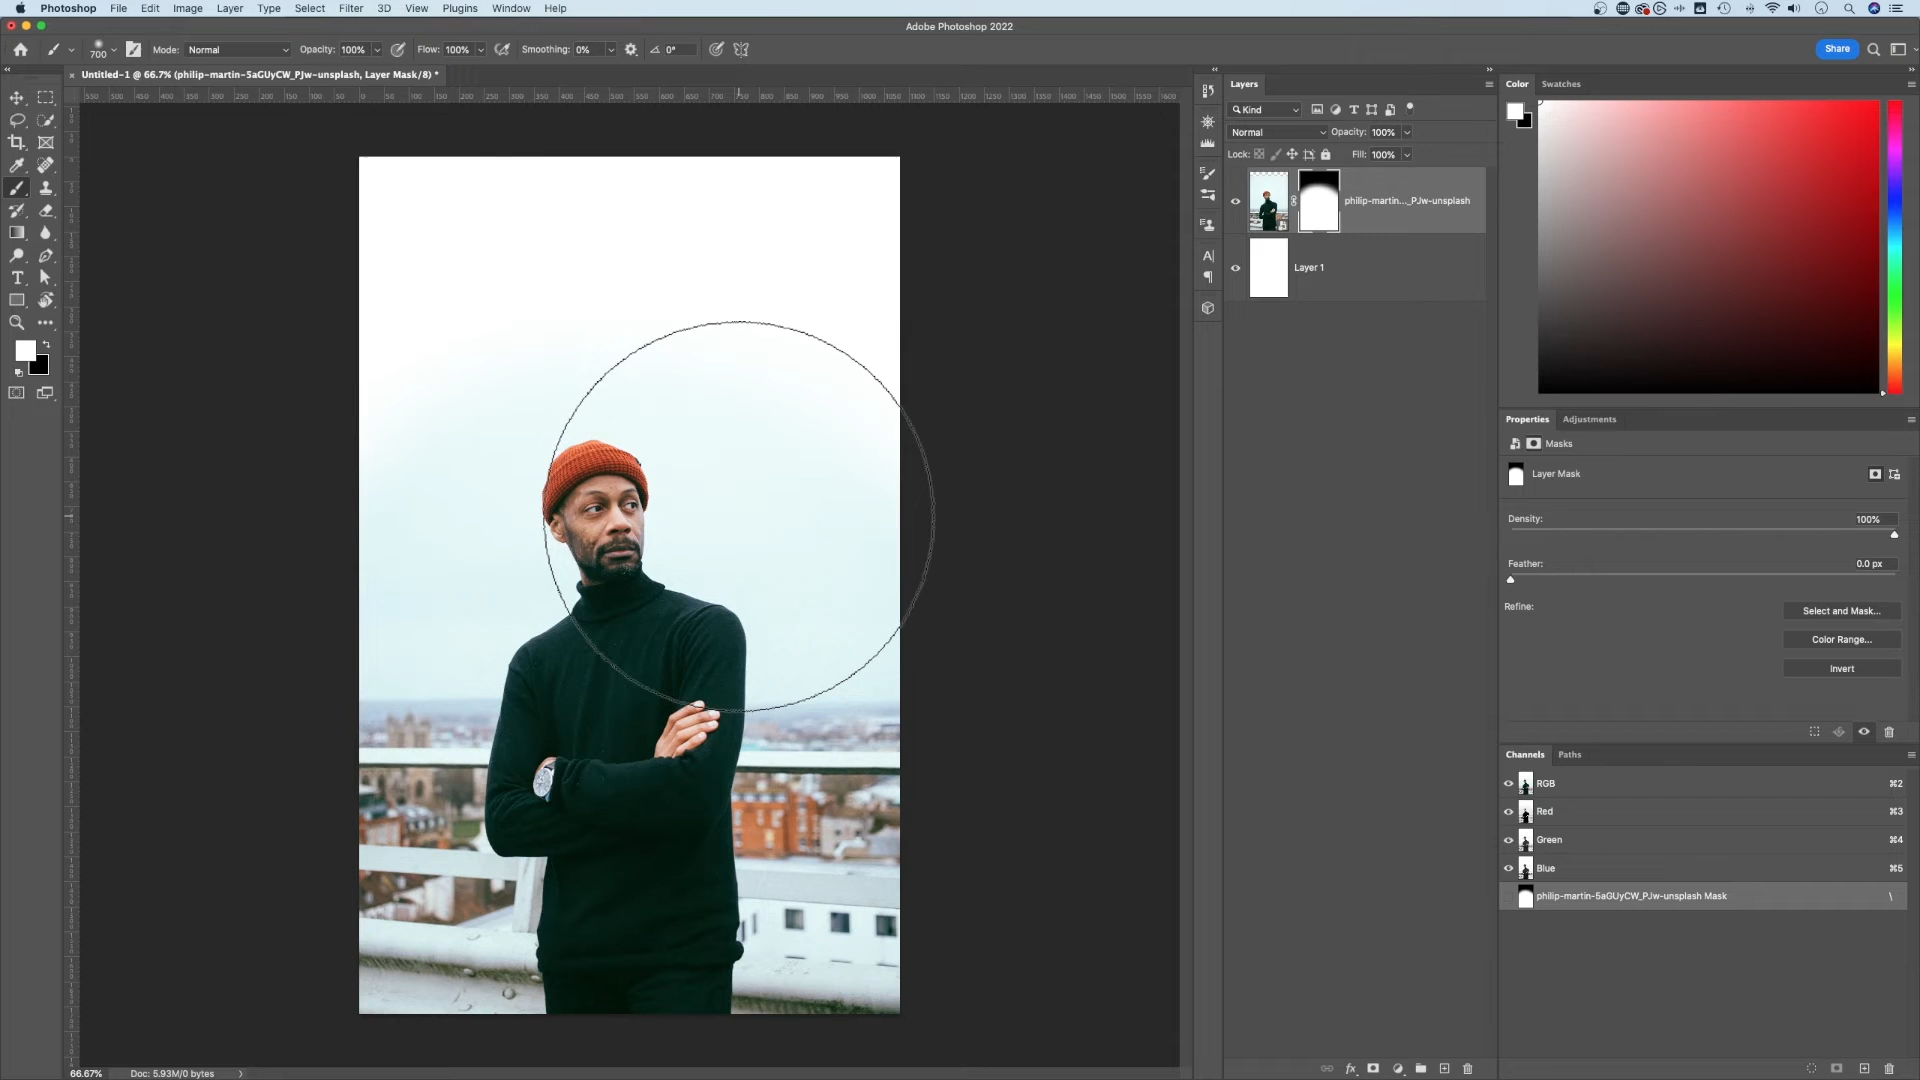 Photoshop File Edit Image Layer Type Select Filter 3D View Plugins Window Help
Adobe Photoshop 2022
700 Mode: Normal Opacity: 100% Flow: 100% Smoothing: 0% 0° Share
Untitled-1 @ 66.7% (philip-martin-5aGUyCW_PJw-unsplash, Layer Mask/8) *
Layers
Kind
Normal Opacity: 100%
Lock: Fill: 100%
philip-martin..._PJw-unsplash
Layer 1
Color Swatches
Properties Adjustments
Masks
Layer Mask
Density: 100%
Feather: 0.0 px
Refine:
Select and Mask...
Color Range...
Invert
Channels Paths
RGB ⌘2
Red ⌘3
Green ⌘4
Blue ⌘5
philip-martin-5aGUyCW_PJw-unsplash Mask \
66.67% Doc: 5.93M/0 bytes